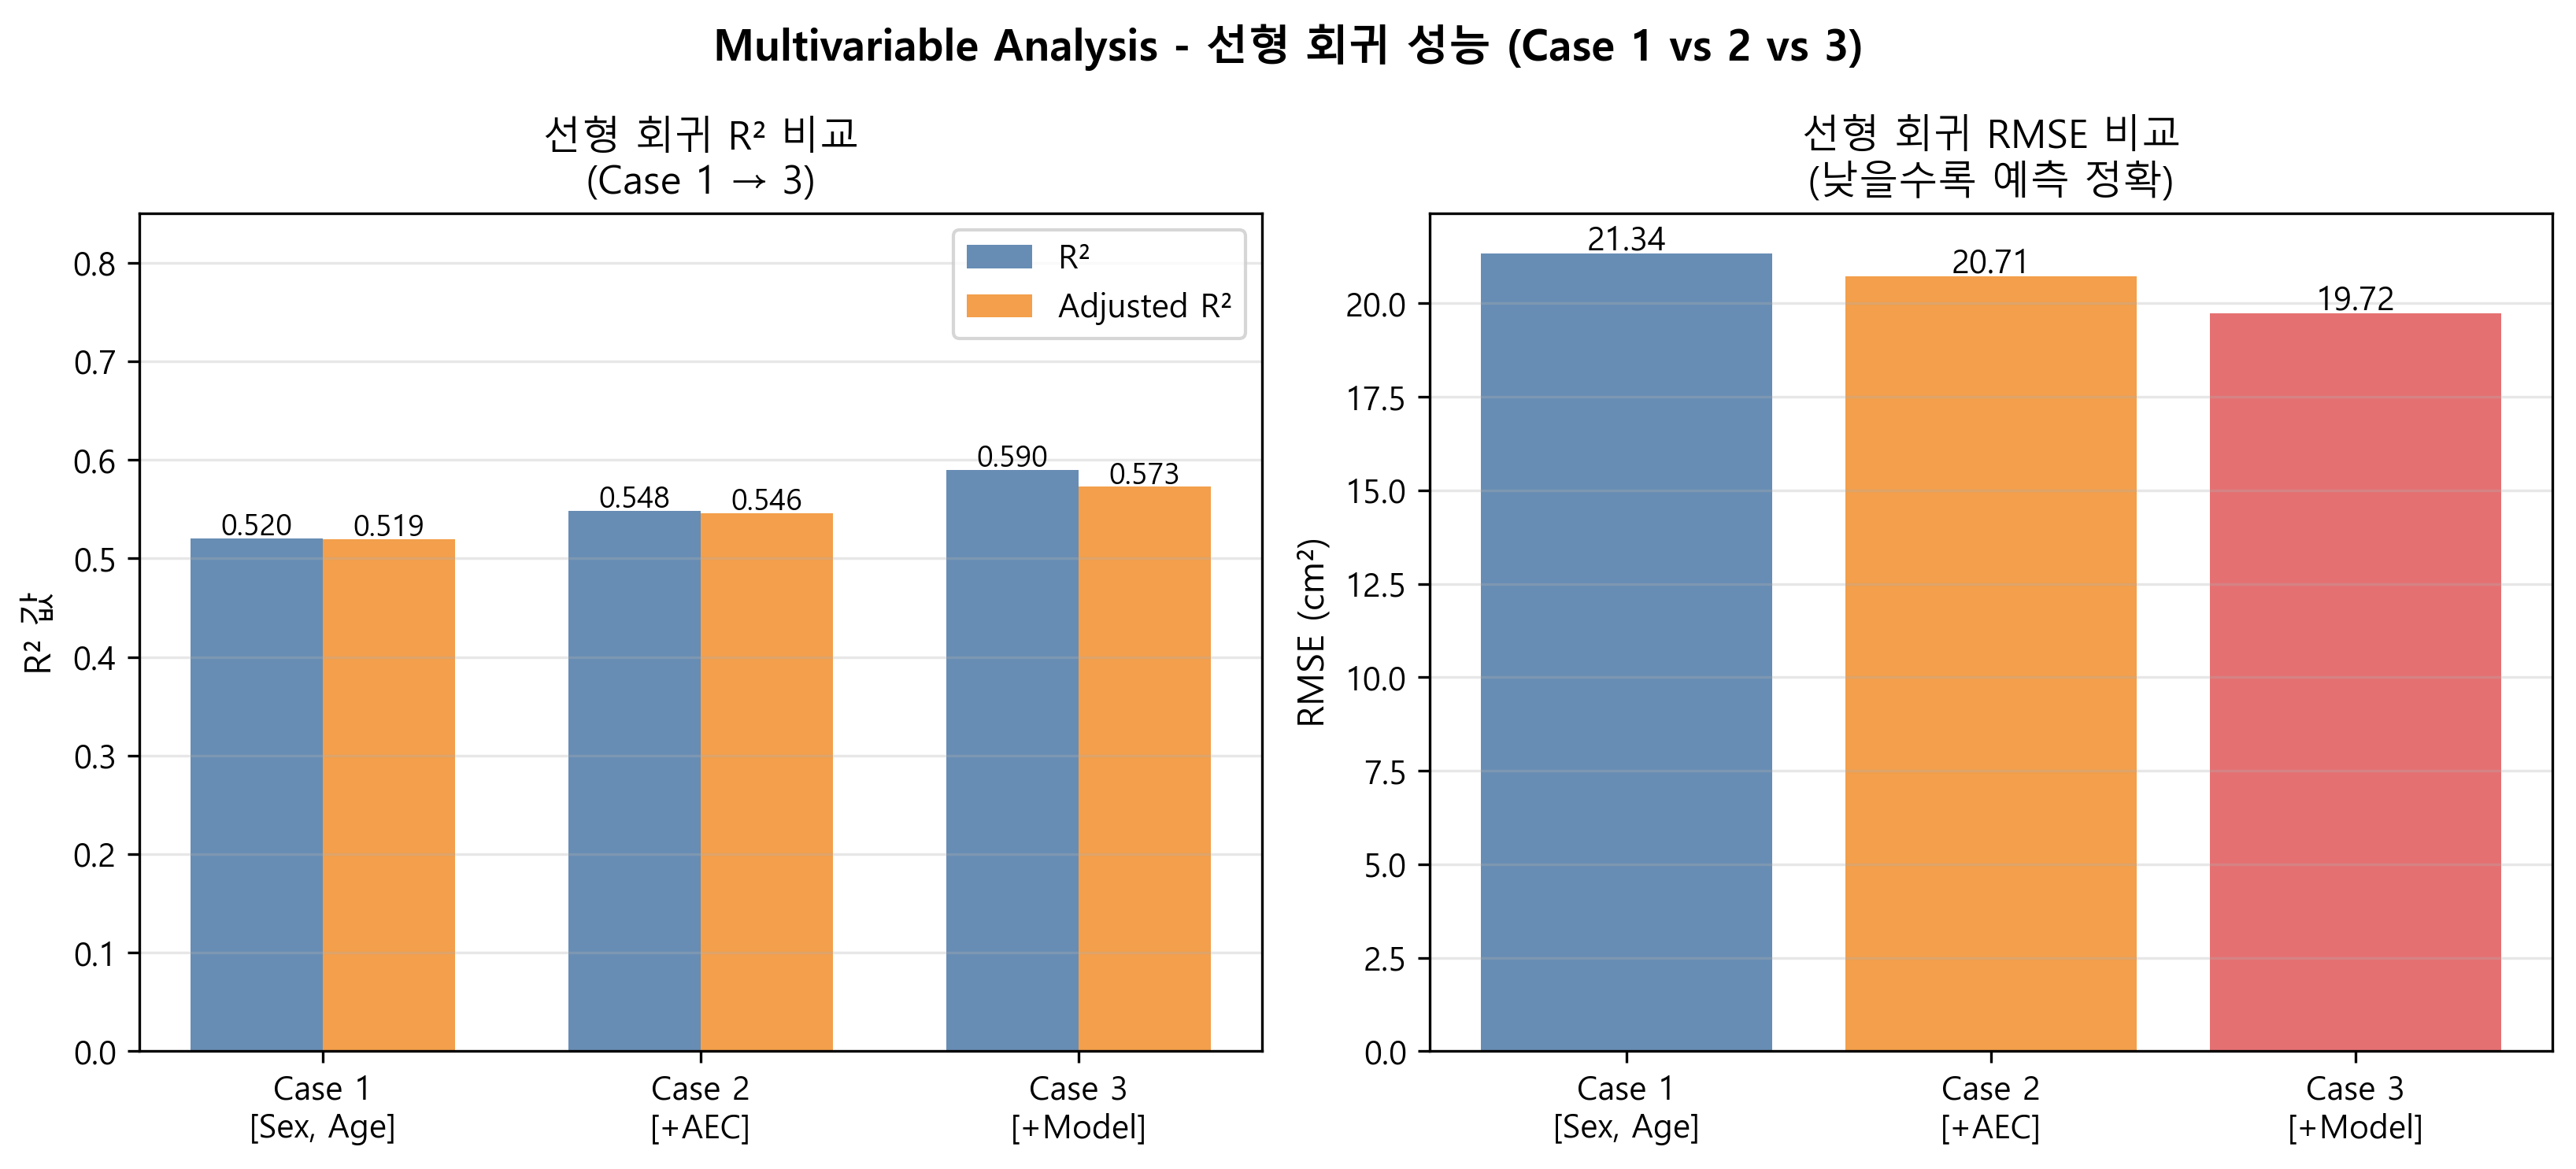 Multivariable Analysis - 선형 회귀 성능 (Case 1 vs 2 vs 3)
선형 회귀 R² 비교
(Case 1 → 3)
R² 값
0.8
0.7
0.6
0.5
0.4
0.3
0.2
0.1
0.0
R²
Adjusted R²
0.520
0.519
0.548
0.546
0.590
0.573
Case 1
[Sex, Age]
Case 2
[+AEC]
Case 3
[+Model]
선형 회귀 RMSE 비교
(낮을수록 예측 정확)
RMSE (cm²)
20.0
17.5
15.0
12.5
10.0
7.5
5.0
2.5
0.0
21.34
20.71
19.72
Case 1
[Sex, Age]
Case 2
[+AEC]
Case 3
[+Model]